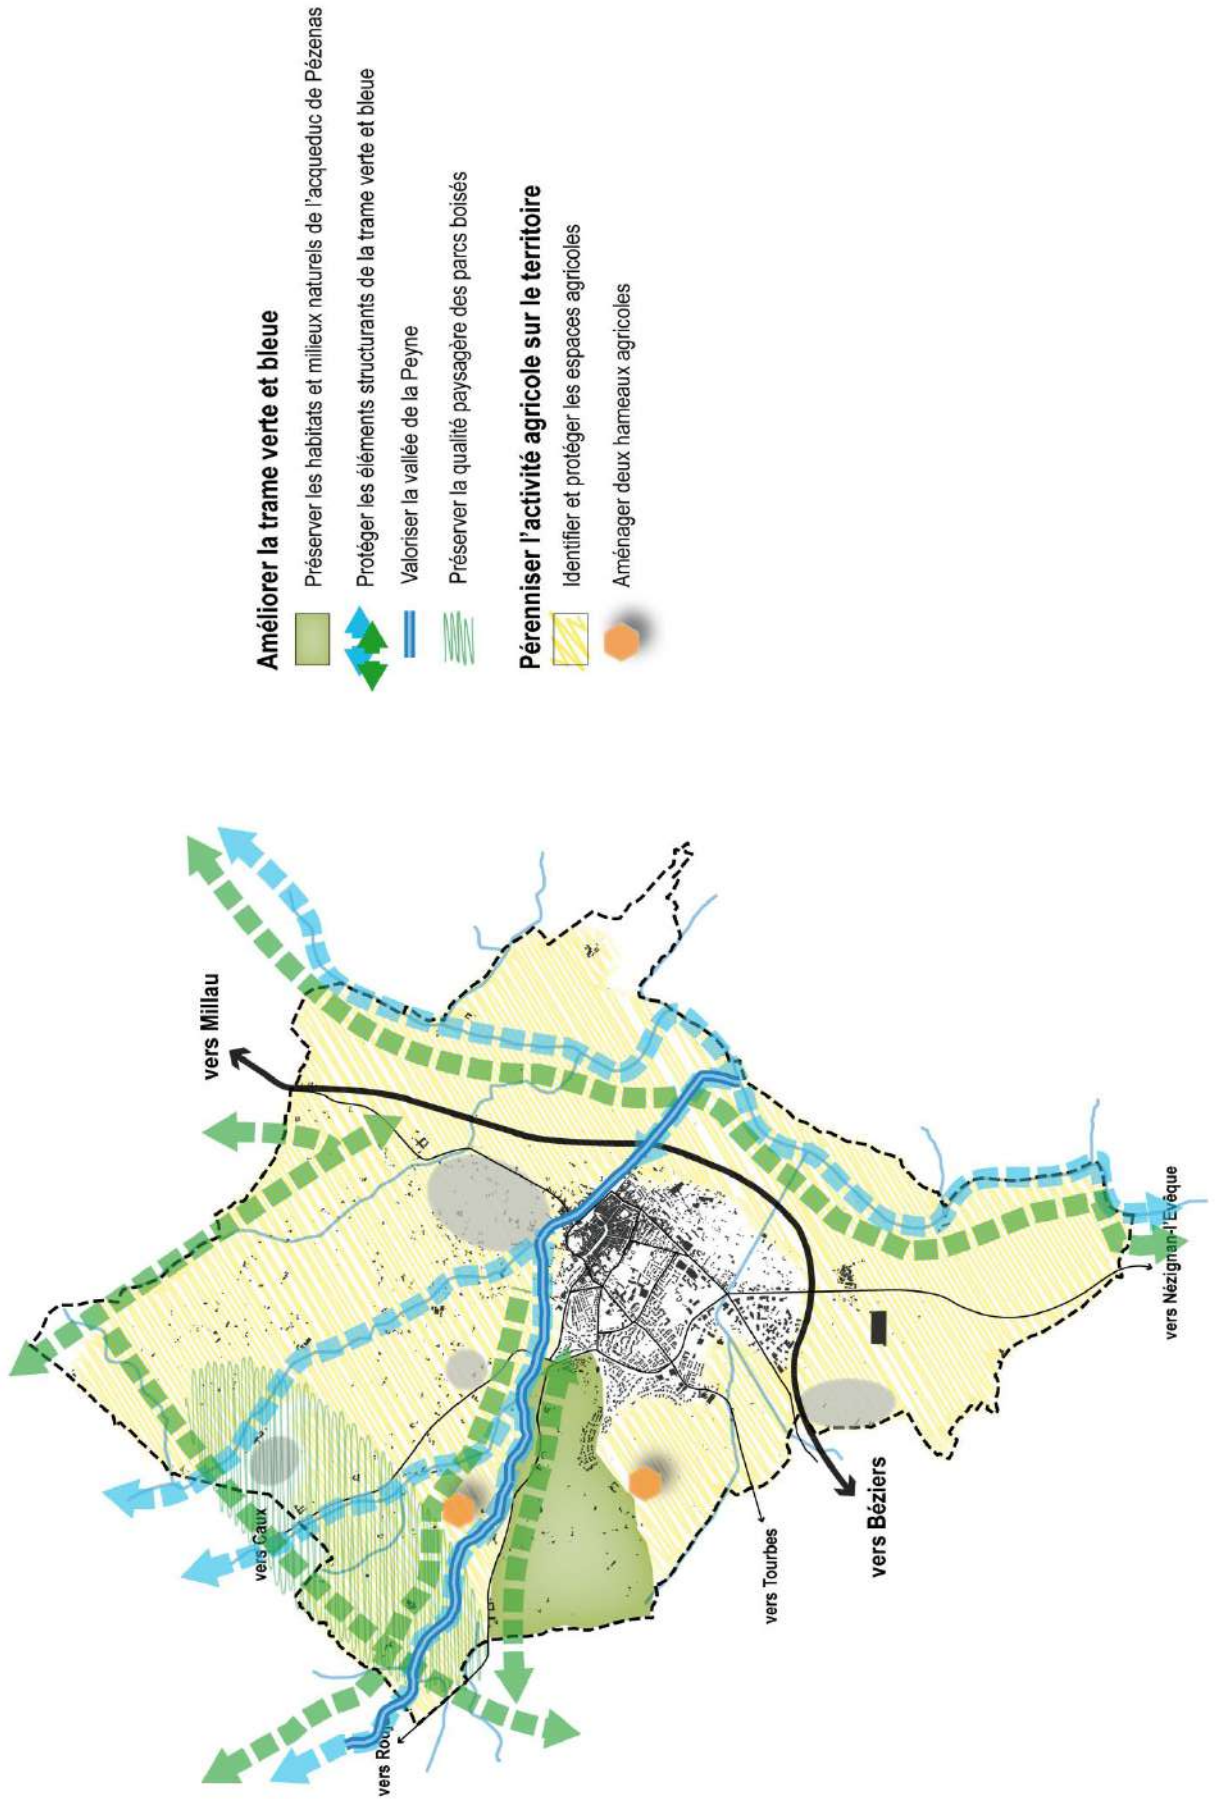 Améliorer la trame verte et bleue
Préserver les habitats et milieux naturels de l'acqueduc de Pézenas
Protéger les éléments structurants de la trame verte et bleue
Valoriser la vallée de la Peyne
Préserver la qualité paysagère des parcs boisés
Pérenniser l'activité agricole sur le territoire
Identifier et protéger les espaces agricoles
Aménager deux hameaux agricoles
vers Millau
vers Caux
vers Rouj
vers Tourbes
vers Béziers
vers Nézignan-l'Evêque